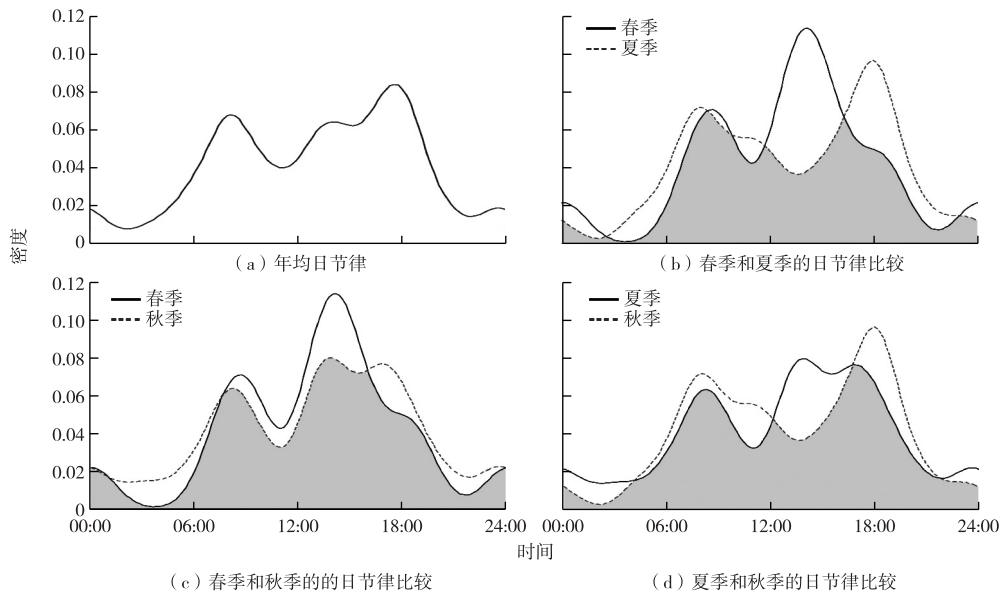 0.12
0.12
0.10
0.08
0.06
0.04
0.02
0
(a)年均日节律
春季
夏季
(b)春季和夏季的日节律比较
密度
0.12
0.10
0.08
0.06
0.04
0.02
0
春季
秋季
00:00 06:00 12:00 18:00 24:00
夏季
秋季
00:00 06:00 12:00 18:00 24:00
时间
(c)春季和秋季的的日节律比较
(d)夏季和秋季的日节律比较